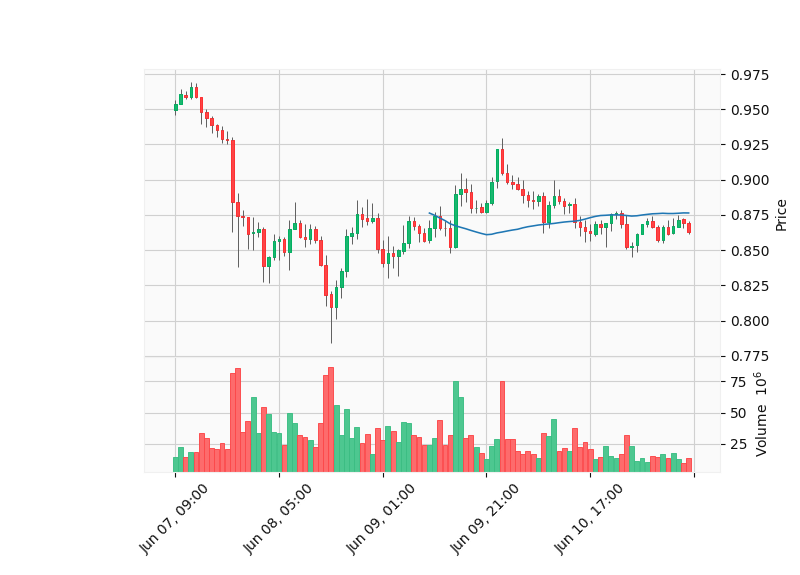 0.975
0.950
0.925
0.900
0.875
0.850
0.825
0.800
0.775
Price
75
50
25
Volume 10^6
Jun 07, 09:00
Jun 08, 05:00
Jun 09, 01:00
Jun 09, 21:00
Jun 10, 17:00